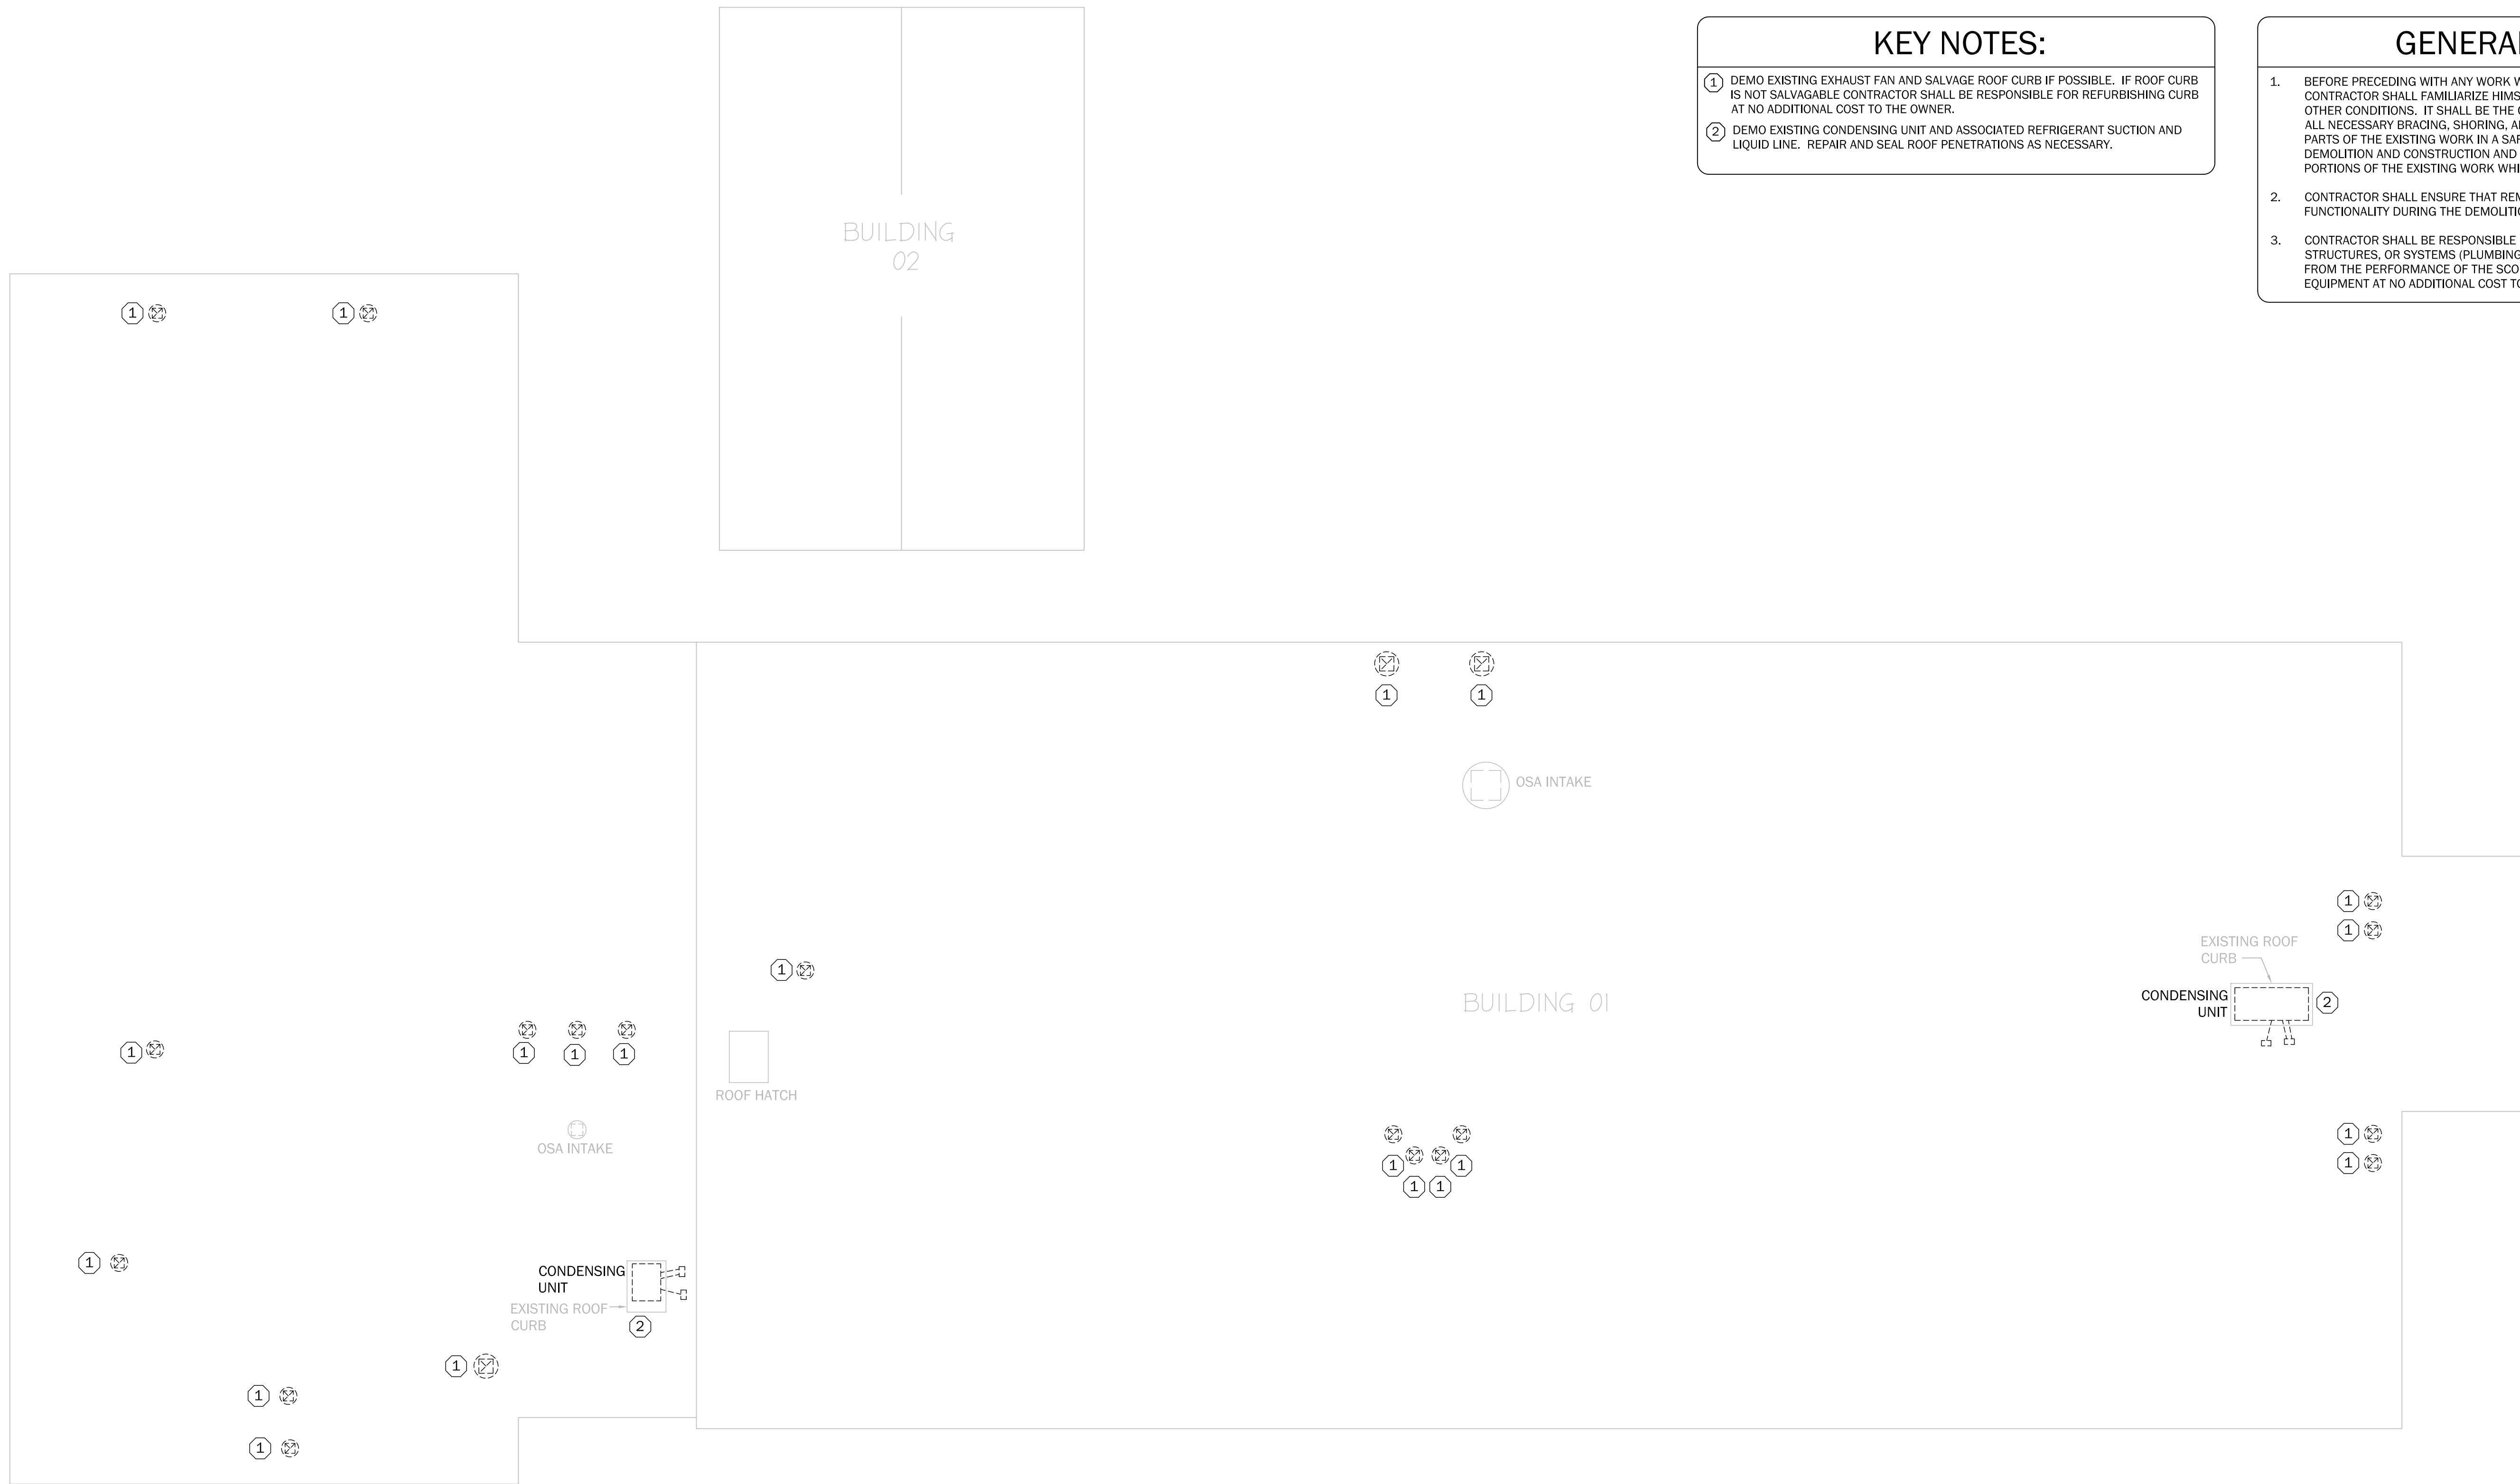 KEY NOTES:
1 DEMO EXISTING EXHAUST FAN AND SALVAGE ROOF CURB IF POSSIBLE. IF ROOF CURB
IS NOT SALVAGABLE CONTRACTOR SHALL BE RESPONSIBLE FOR REFURBISHING CURB
AT NO ADDITIONAL COST TO THE OWNER.
2 DEMO EXISTING CONDENSING UNIT AND ASSOCIATED REFRIGERANT SUCTION AND
LIQUID LINE. REPAIR AND SEAL ROOF PENETRATIONS AS NECESSARY.
GENERAL
1. BEFORE PRECEDING WITH ANY WORK
CONTRACTOR SHALL FAMILIARIZE
OTHER CONDITIONS. IT SHALL BE THE
ALL NECESSARY BRACING, SHORING,
PARTS OF THE EXISTING WORK IN A
DEMOLITION AND CONSTRUCTION AND
PORTIONS OF THE EXISTING WORK
2. CONTRACTOR SHALL ENSURE THAT
FUNCTIONALITY DURING THE
3. CONTRACTOR SHALL BE RESPONSIBLE
STRUCTURES, OR SYSTEMS (PLUMBING
FROM THE PERFORMANCE OF THE
EQUIPMENT AT NO ADDITIONAL COST
BUILDING
02
1
1
1
1
OSA INTAKE
1
1
EXISTING ROOF
CURB
1
CONDENSING
UNIT
2
BUILDING 01
1
1
1
1
ROOF HATCH
OSA INTAKE
1
1
1
1
1
1
1
CONDENSING
UNIT
EXISTING ROOF
CURB
2
1
1
1